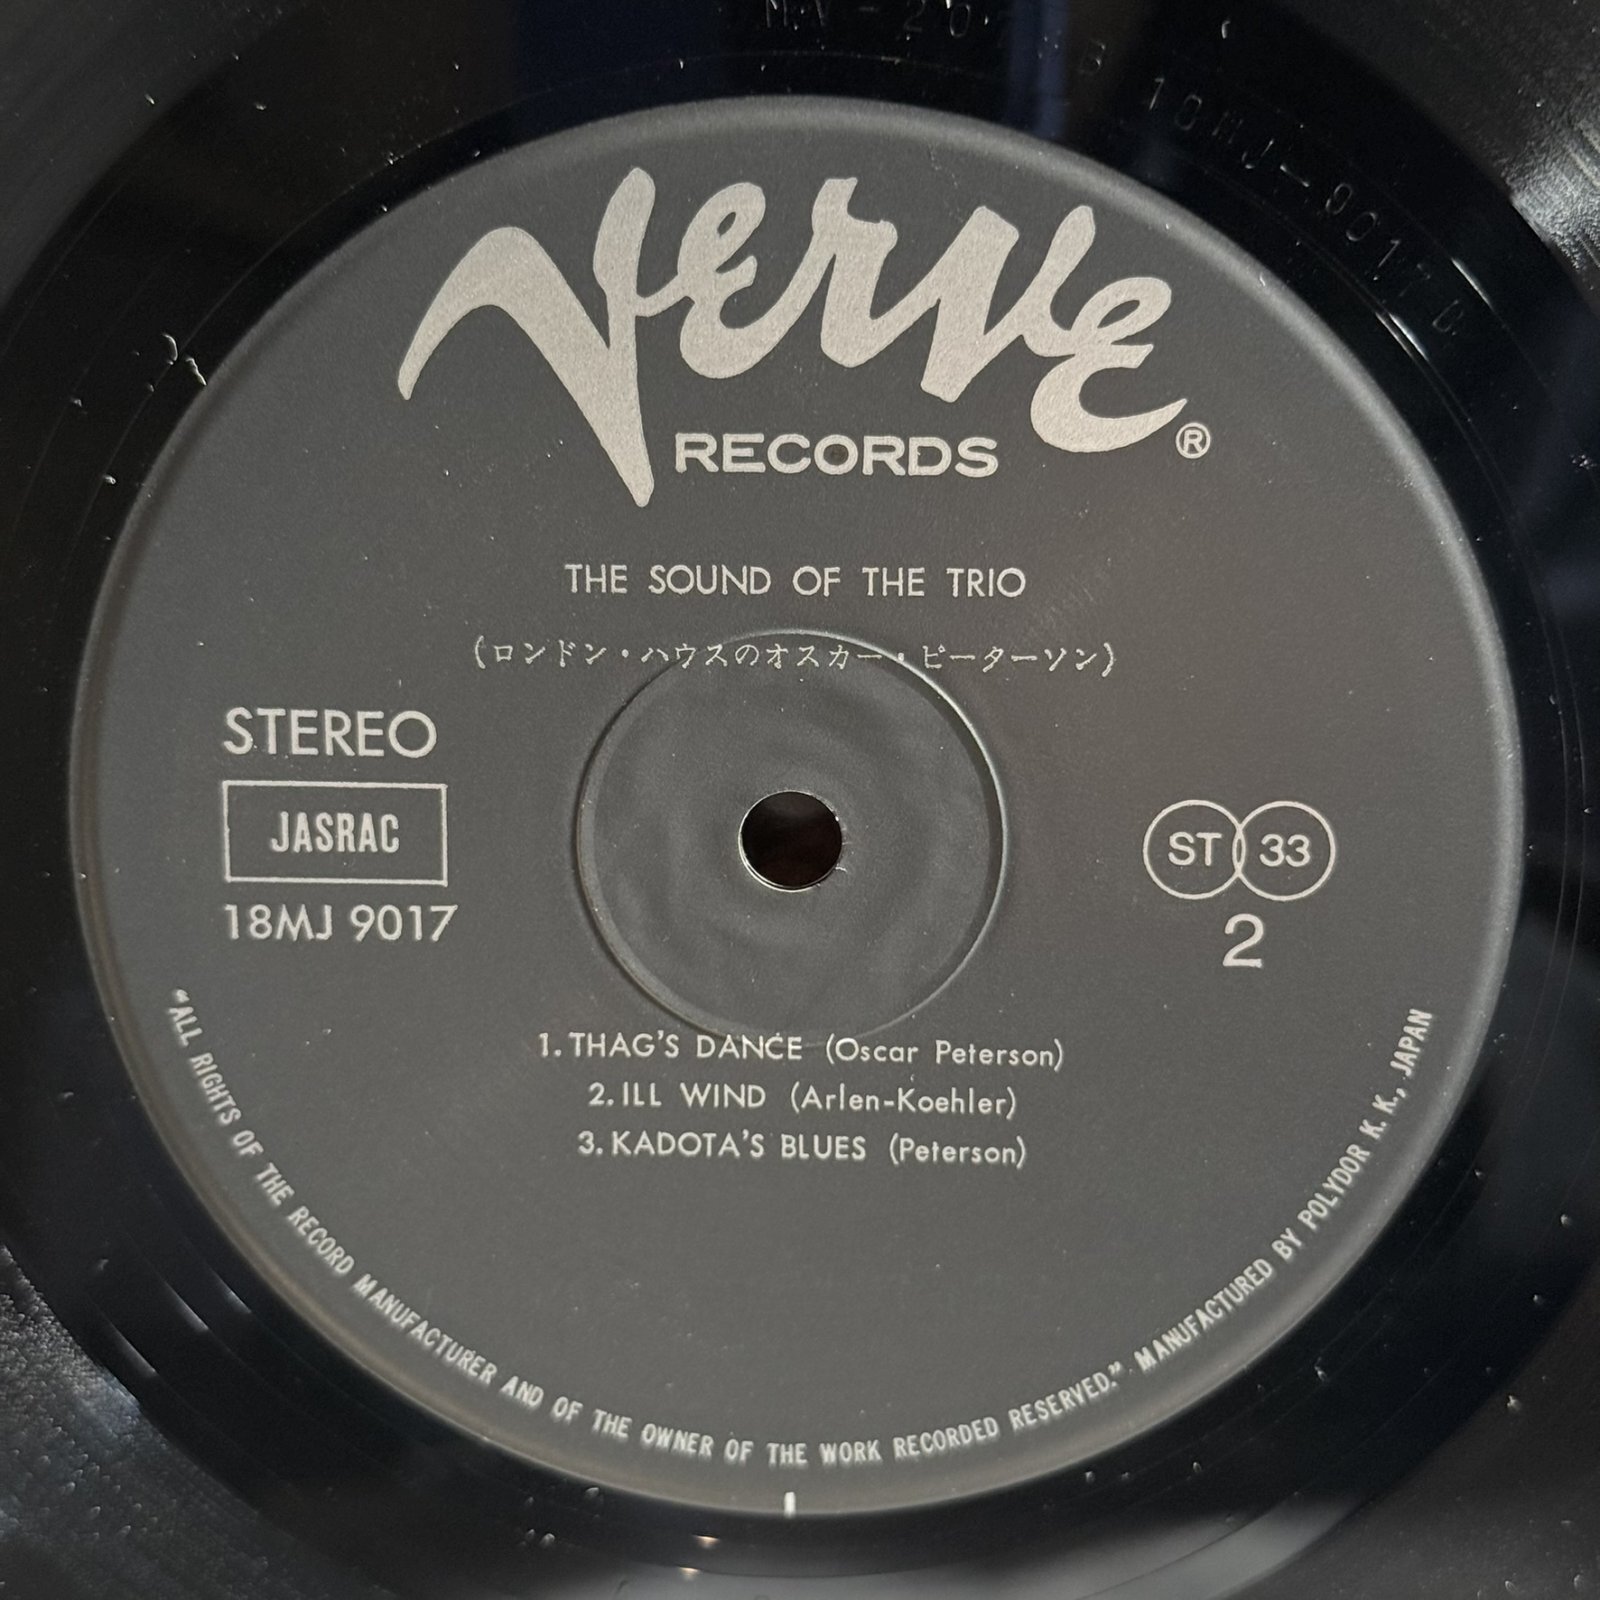 18MJ-9017 B
Verve
RECORDS
®
THE SOUND OF THE TRIO
(ロンドン・ハウスのオスカー・ピーターソン)
STEREO
JASRAC
18MJ 9017
ST 33
2
1. THAG'S DANCE (Oscar Peterson)
2. ILL WIND (Arlen-Koehler)
3. KADOTA'S BLUES (Peterson)
"ALL RIGHTS OF THE RECORD MANUFACTURER AND OF THE OWNER OF THE WORK RECORDED RESERVED." MANUFACTURED BY POLYDOR K. K., JAPAN